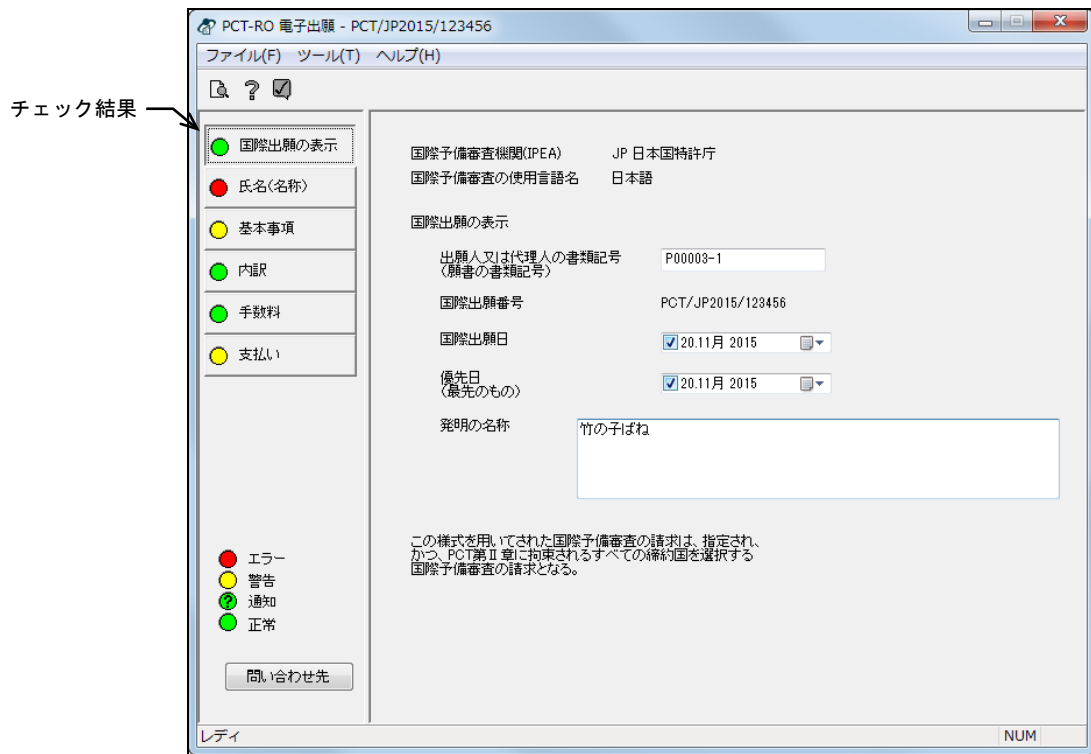 PCT-RO 電子出願 - PCT/JP2015/123456
ファイル(F) ツール(T) ヘルプ(H)
チェック結果
国際出願の表示
氏名(名称)
基本事項
内訳
手数料
支払い
エラー
警告
通知
正常
問い合わせ先
国際予備審査機関(IPEA) JP 日本国特許庁
国際予備審査の使用言語名 日本語
国際出願の表示
出願人又は代理人の書類記号 P00003-1
(願書の書類記号)
国際出願番号 PCT/JP2015/123456
国際出願日 20.11月 2015
優先日 20.11月 2015
(最先のもの)
発明の名称 竹の子ばね
この様式を用いてされた国際予備審査の請求は、指定され、
かつ、PCT第Ⅱ章に拘束されるすべての締約国を選択する
国際予備審査の請求となる。
レディ NUM